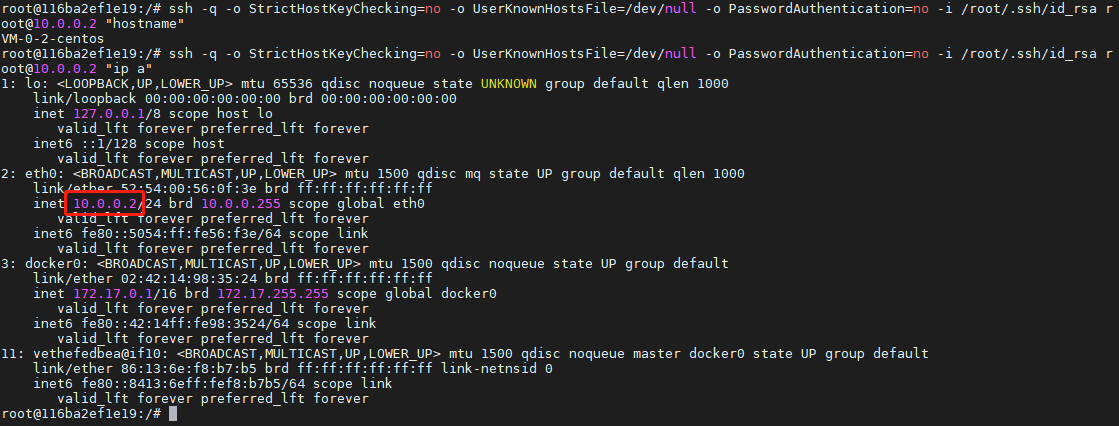 root@116ba2ef1e19:/# ssh -q -o StrictHostKeyChecking=no -o UserKnownHostsFile=/dev/null -o PasswordAuthentication=no -i /root/.ssh/id_rsa r
oot@10.0.0.2 "hostname"
VM-0-2-centos
root@116ba2ef1e19:/# ssh -q -o StrictHostKeyChecking=no -o UserKnownHostsFile=/dev/null -o PasswordAuthentication=no -i /root/.ssh/id_rsa r
oot@10.0.0.2 "ip a"
1: lo: <LOOPBACK,UP,LOWER_UP> mtu 65536 qdisc noqueue state UNKNOWN group default qlen 1000
    link/loopback 00:00:00:00:00:00 brd 00:00:00:00:00:00
    inet 127.0.0.1/8 scope host lo
       valid_lft forever preferred_lft forever
    inet6 ::1/128 scope host
       valid_lft forever preferred_lft forever
2: eth0: <BROADCAST,MULTICAST,UP,LOWER_UP> mtu 1500 qdisc mq state UP group default qlen 1000
    link/ether 52:54:00:56:0f:3e brd ff:ff:ff:ff:ff:ff
    inet 10.0.0.2/24 brd 10.0.0.255 scope global eth0
       valid_lft forever preferred_lft forever
    inet6 fe80::5054:ff:fe56:f3e/64 scope link
       valid_lft forever preferred_lft forever
3: docker0: <BROADCAST,MULTICAST,UP,LOWER_UP> mtu 1500 qdisc noqueue state UP group default
    link/ether 02:42:14:98:35:24 brd ff:ff:ff:ff:ff:ff
    inet 172.17.0.1/16 brd 172.17.255.255 scope global docker0
       valid_lft forever preferred_lft forever
    inet6 fe80::42:14ff:fe98:3524/64 scope link
       valid_lft forever preferred_lft forever
11: vethefedbea@if10: <BROADCAST,MULTICAST,UP,LOWER_UP> mtu 1500 qdisc noqueue master docker0 state UP group default
    link/ether 86:13:6e:f8:b7:b5 brd ff:ff:ff:ff:ff:ff link-netnsid 0
    inet6 fe80::8413:6eff:fef8:b7b5/64 scope link
       valid_lft forever preferred_lft forever
root@116ba2ef1e19:/#